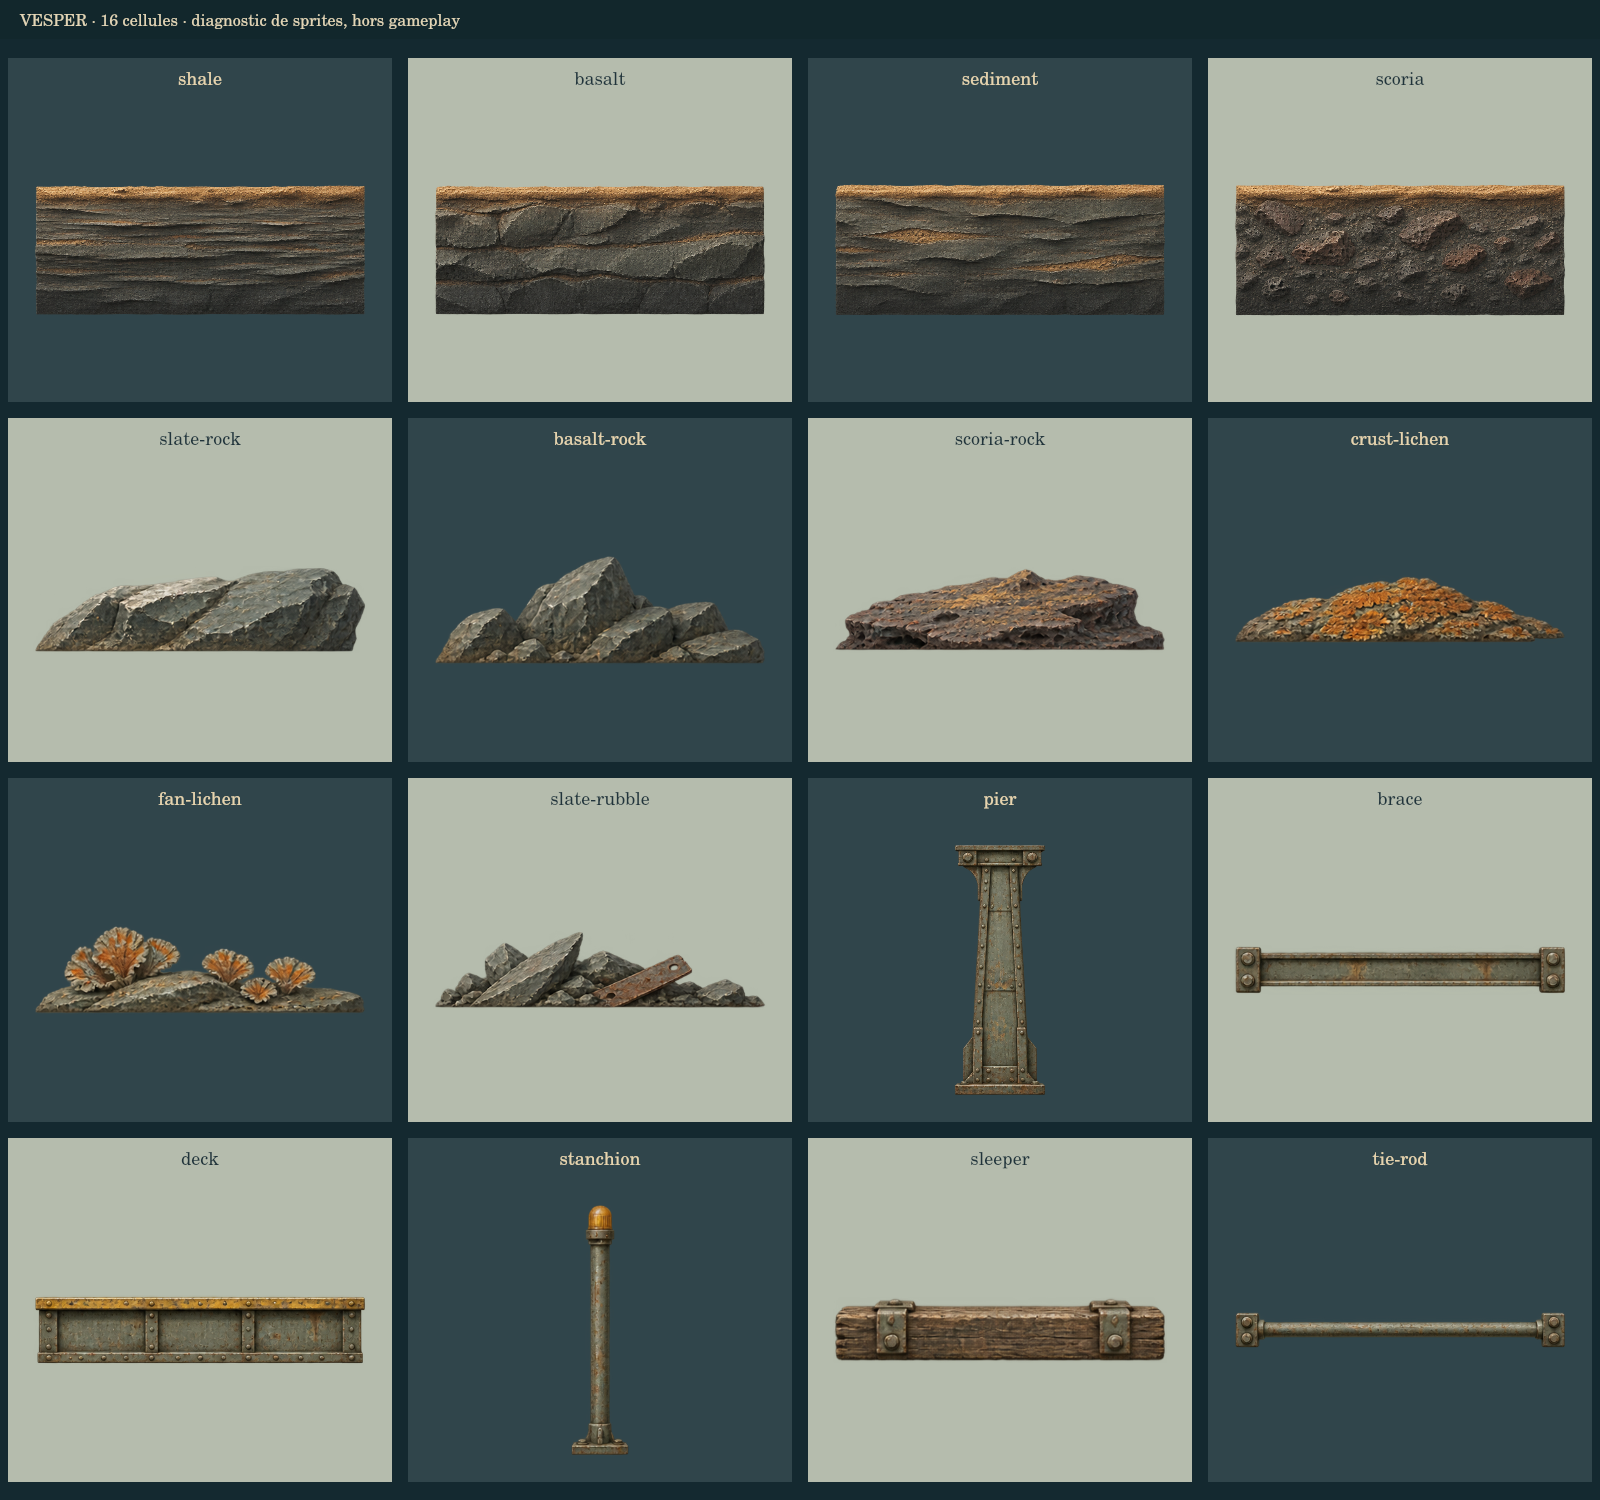 VESPER · 16 cellules · diagnostic de sprites, hors gameplay
shale
basalt
sediment
scoria
slate-rock
basalt-rock
scoria-rock
crust-lichen
fan-lichen
slate-rubble
pier
brace
deck
stanchion
sleeper
tie-rod